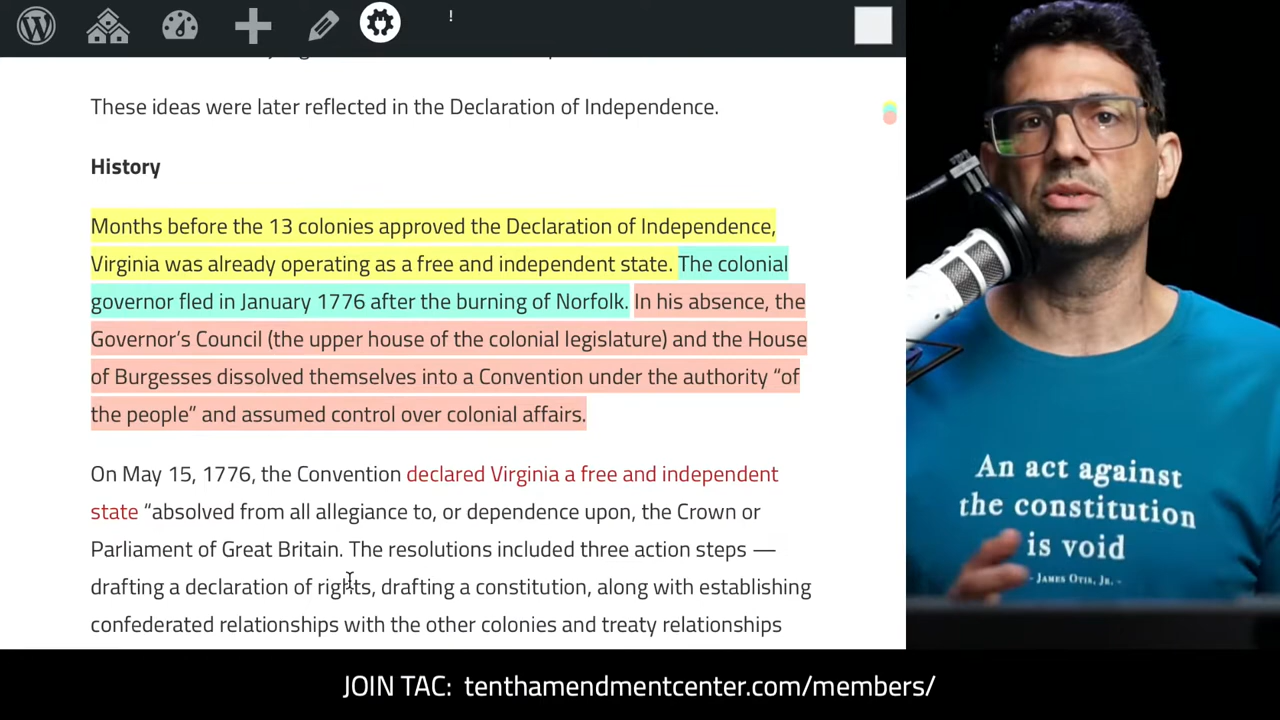 !
These ideas were later reflected in the Declaration of Independence.
History
Months before the 13 colonies approved the Declaration of Independence,
Virginia was already operating as a free and independent state. The colonial
governor fled in January 1776 after the burning of Norfolk. In his absence, the
Governor’s Council (the upper house of the colonial legislature) and the House
of Burgesses dissolved themselves into a Convention under the authority “of
the people” and assumed control over colonial affairs.
On May 15, 1776, the Convention declared Virginia a free and independent
state “absolved from all allegiance to, or dependence upon, the Crown or
Parliament of Great Britain. The resolutions included three action steps —
drafting a declaration of rights, drafting a constitution, along with establishing
confederated relationships with the other colonies and treaty relationships
An act against
the constitution
is void
- James Otis, Jr. -
JOIN TAC: tenthamendmentcenter.com/members/